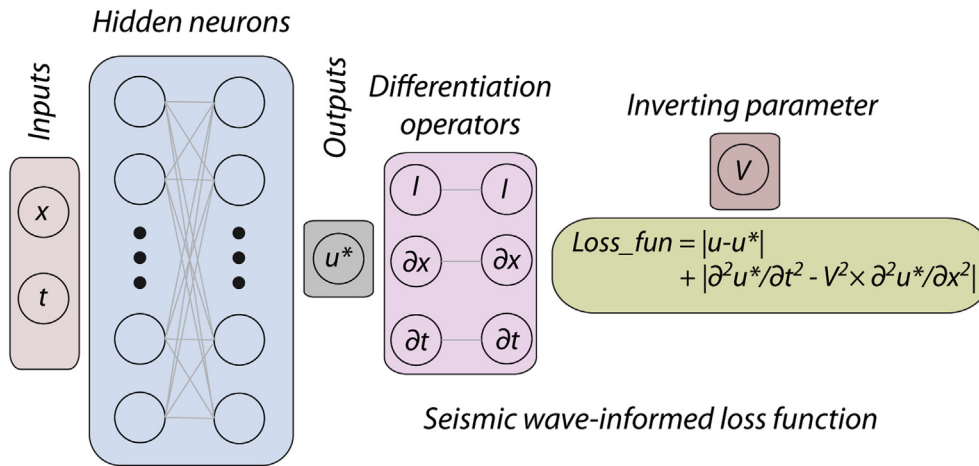 Hidden neurons
Inputs
x
t
Outputs
u*
Differentiation
operators
I I
∂x ∂x
∂t ∂t
Inverting parameter
V
Loss_fun = |u-u*|
+ |∂²u*/∂t² - V² × ∂²u*/∂x²|
Seismic wave-informed loss function